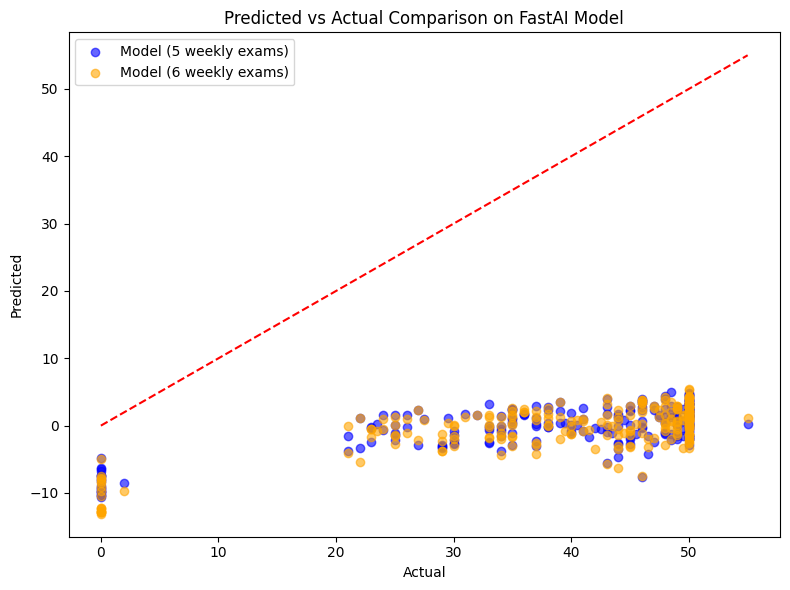 Predicted vs Actual Comparison on FastAI Model
Model (5 weekly exams)
Model (6 weekly exams)
Predicted
50
40
30
20
10
0
−10
0 10 20 30 40 50
Actual